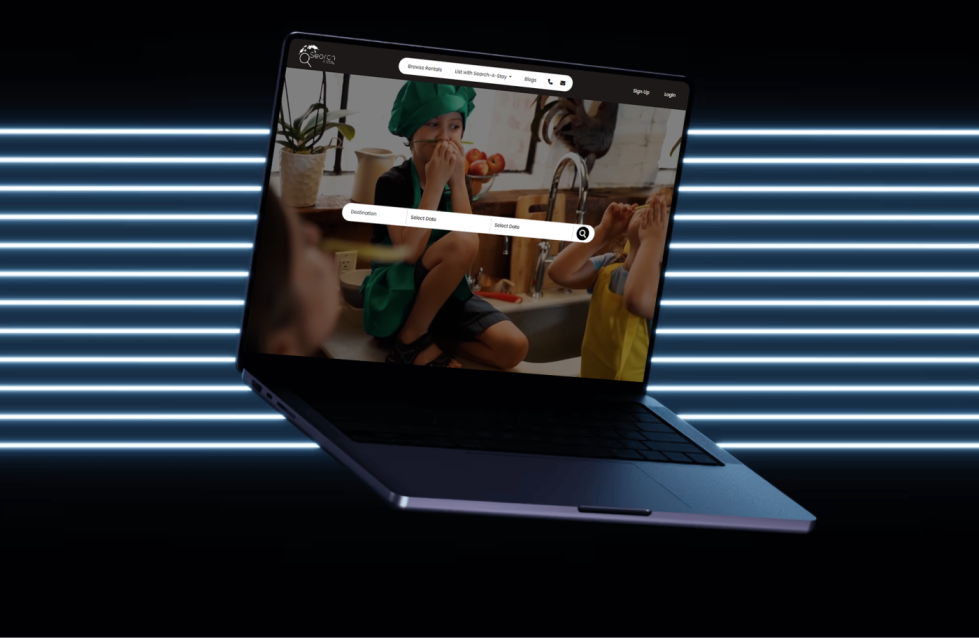 Search
Browse Rentals
List with Search-A-Stay
Blogs
Sign Up
Login
Destination
Select Date
Select Date